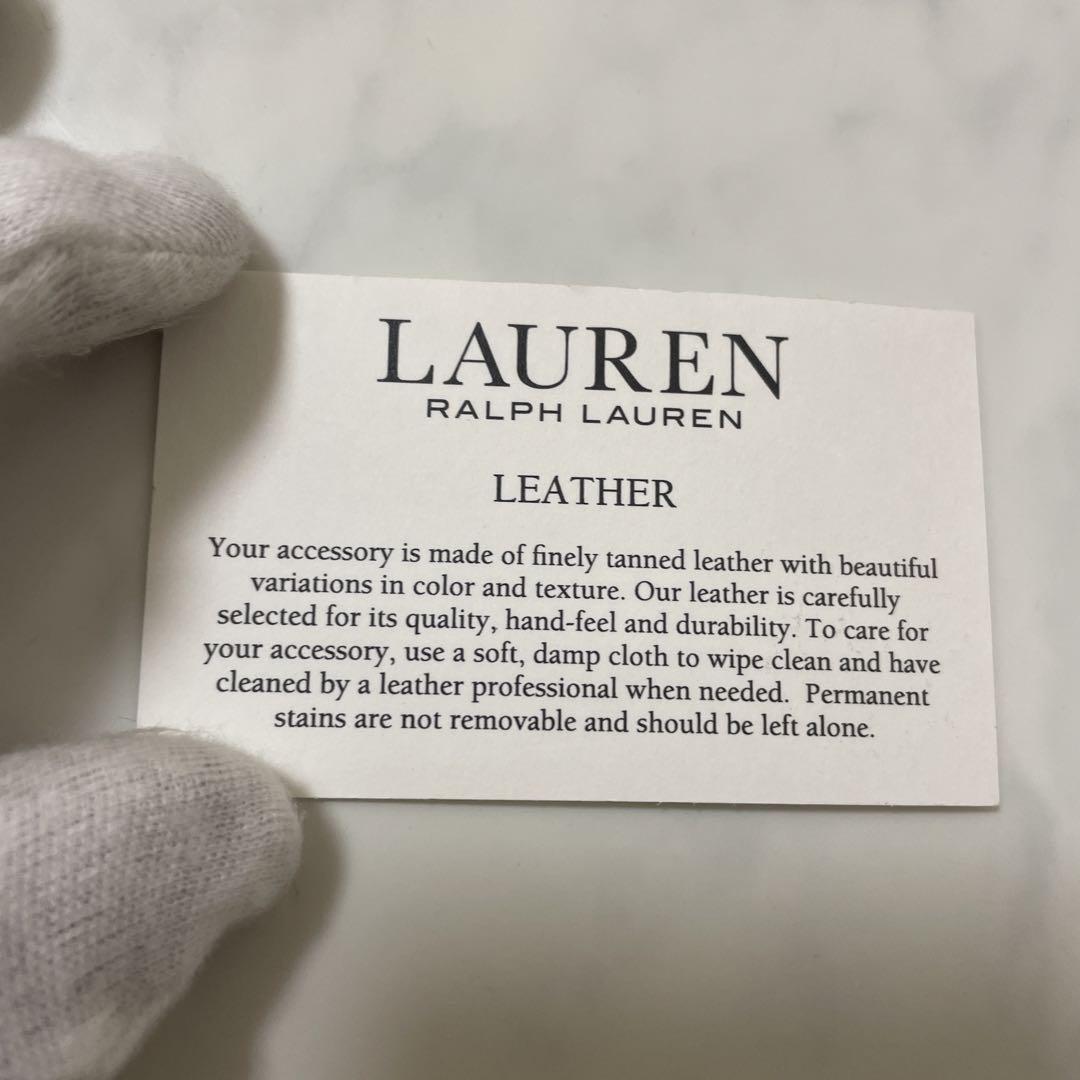 LAUREN
RALPH LAUREN
LEATHER
Your accessory is made of finely tanned leather with beautiful
variations in color and texture. Our leather is carefully
selected for its quality, hand-feel and durability. To care for
your accessory, use a soft, damp cloth to wipe clean and have
cleaned by a leather professional when needed.  Permanent
stains are not removable and should be left alone.